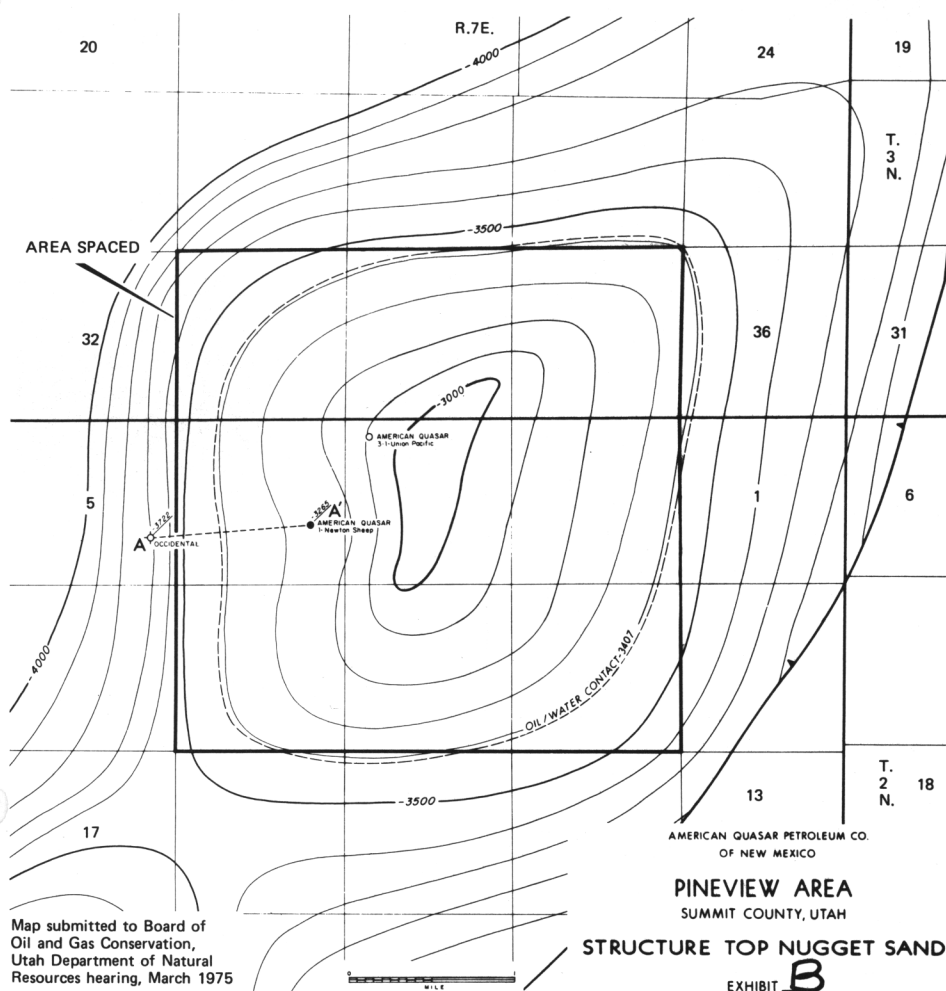 20
R.7E.
24
19
-4000
T.
3
N.
-3500
AREA SPACED
32
36
31
-3000
AMERICAN QUASAR
3-1-Union Pacific
5
1
6
-3722
-3265
A'
A
OCCIDENTAL
AMERICAN QUASAR
1-Newton Sheep
-4000
OIL/WATER CONTACT-3407
-3500
13
T.
2
N.
18
17
AMERICAN QUASAR PETROLEUM CO.
OF NEW MEXICO
PINEVIEW AREA
SUMMIT COUNTY, UTAH
STRUCTURE TOP NUGGET SAND
EXHIBIT B
Map submitted to Board of
Oil and Gas Conservation,
Utah Department of Natural
Resources hearing, March 1975
0 1
MILE